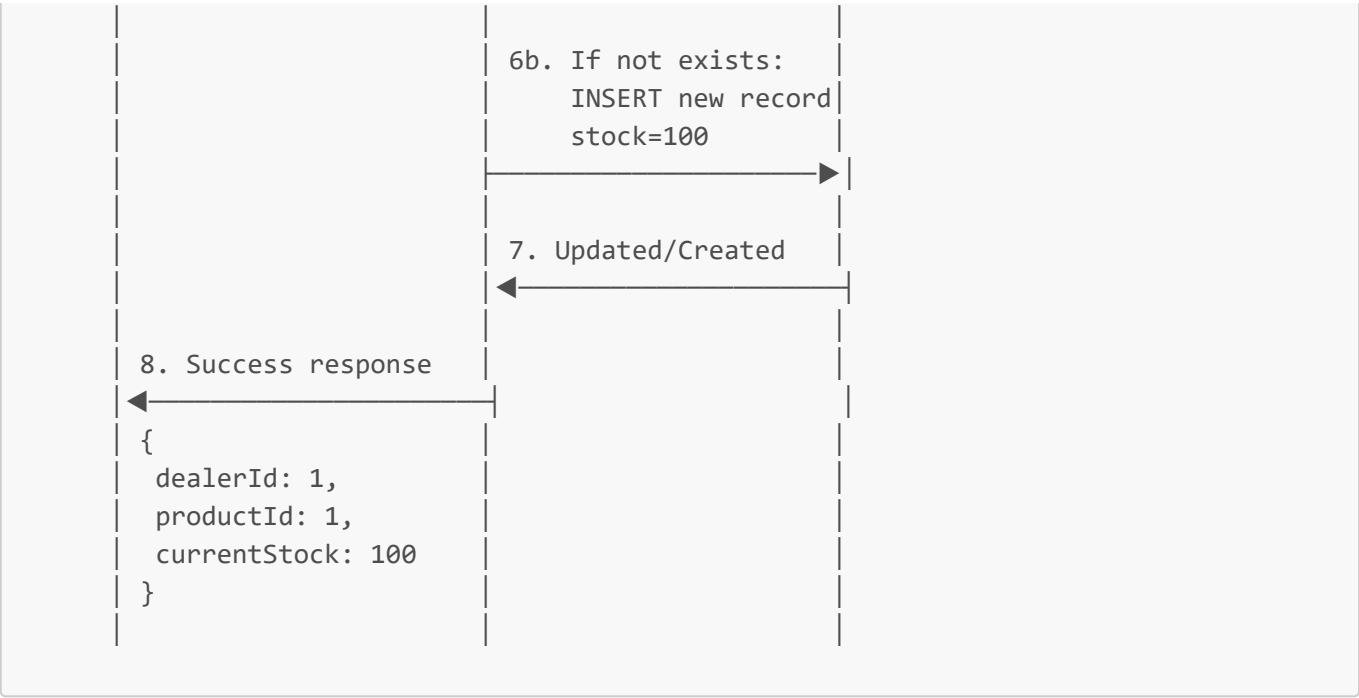 6b. If not exists:
INSERT new record
stock=100
7. Updated/Created
8. Success response
{
dealerId: 1,
productId: 1,
currentStock: 100
}